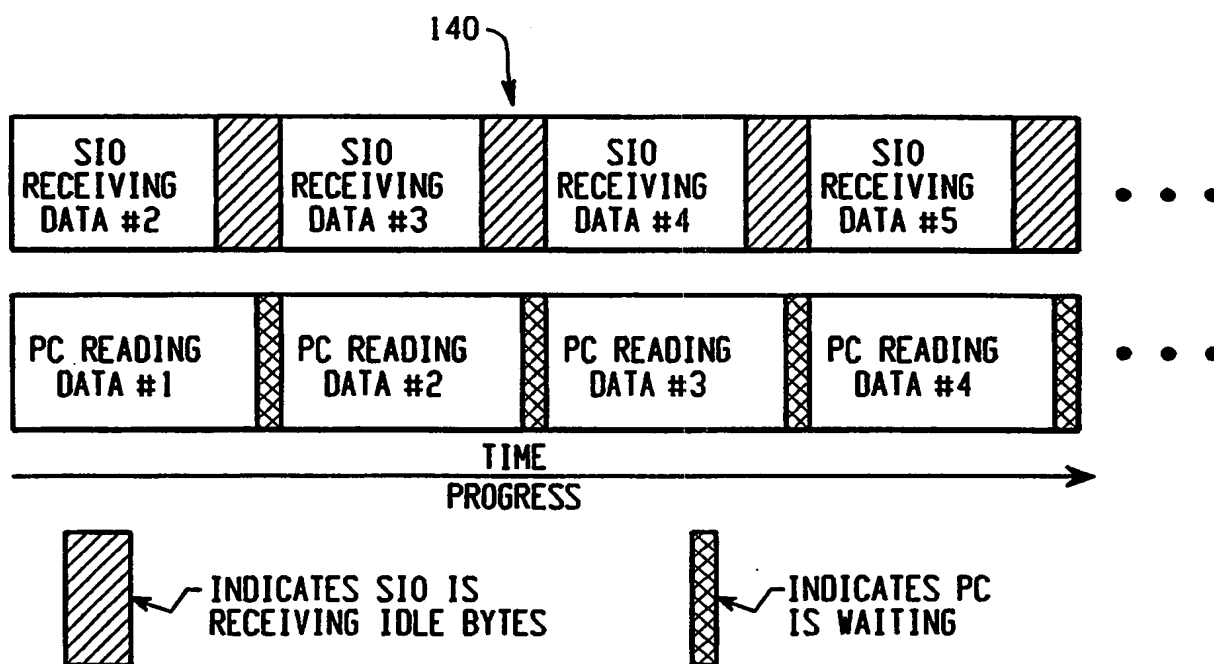 140
SIO
RECEIVING
DATA #2
SIO
RECEIVING
DATA #3
SIO
RECEIVING
DATA #4
SIO
RECEIVING
DATA #5
PC READING
DATA #1
PC READING
DATA #2
PC READING
DATA #3
PC READING
DATA #4
TIME
PROGRESS
INDICATES SIO IS
RECEIVING IDLE BYTES
INDICATES PC
IS WAITING